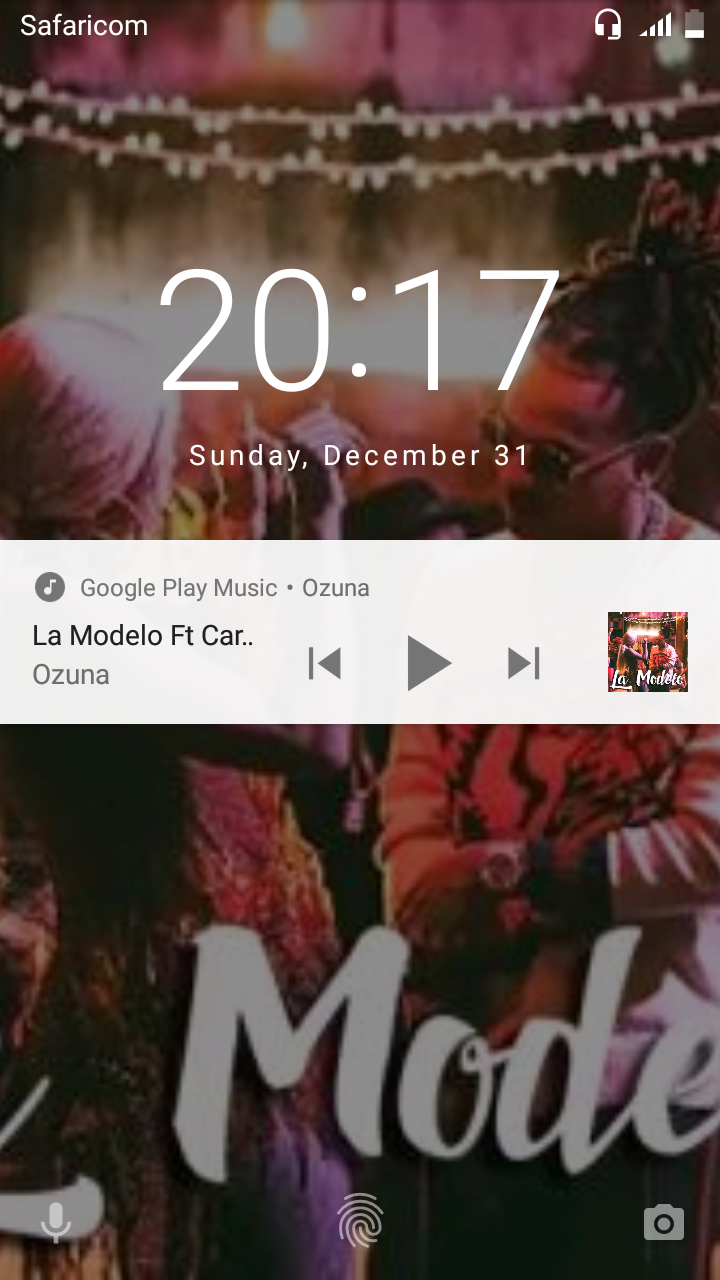 Safaricom
20:17
Sunday, December 31
Google Play Music • Ozuna
La Modelo Ft Car..
Ozuna
La Modelo
Mode